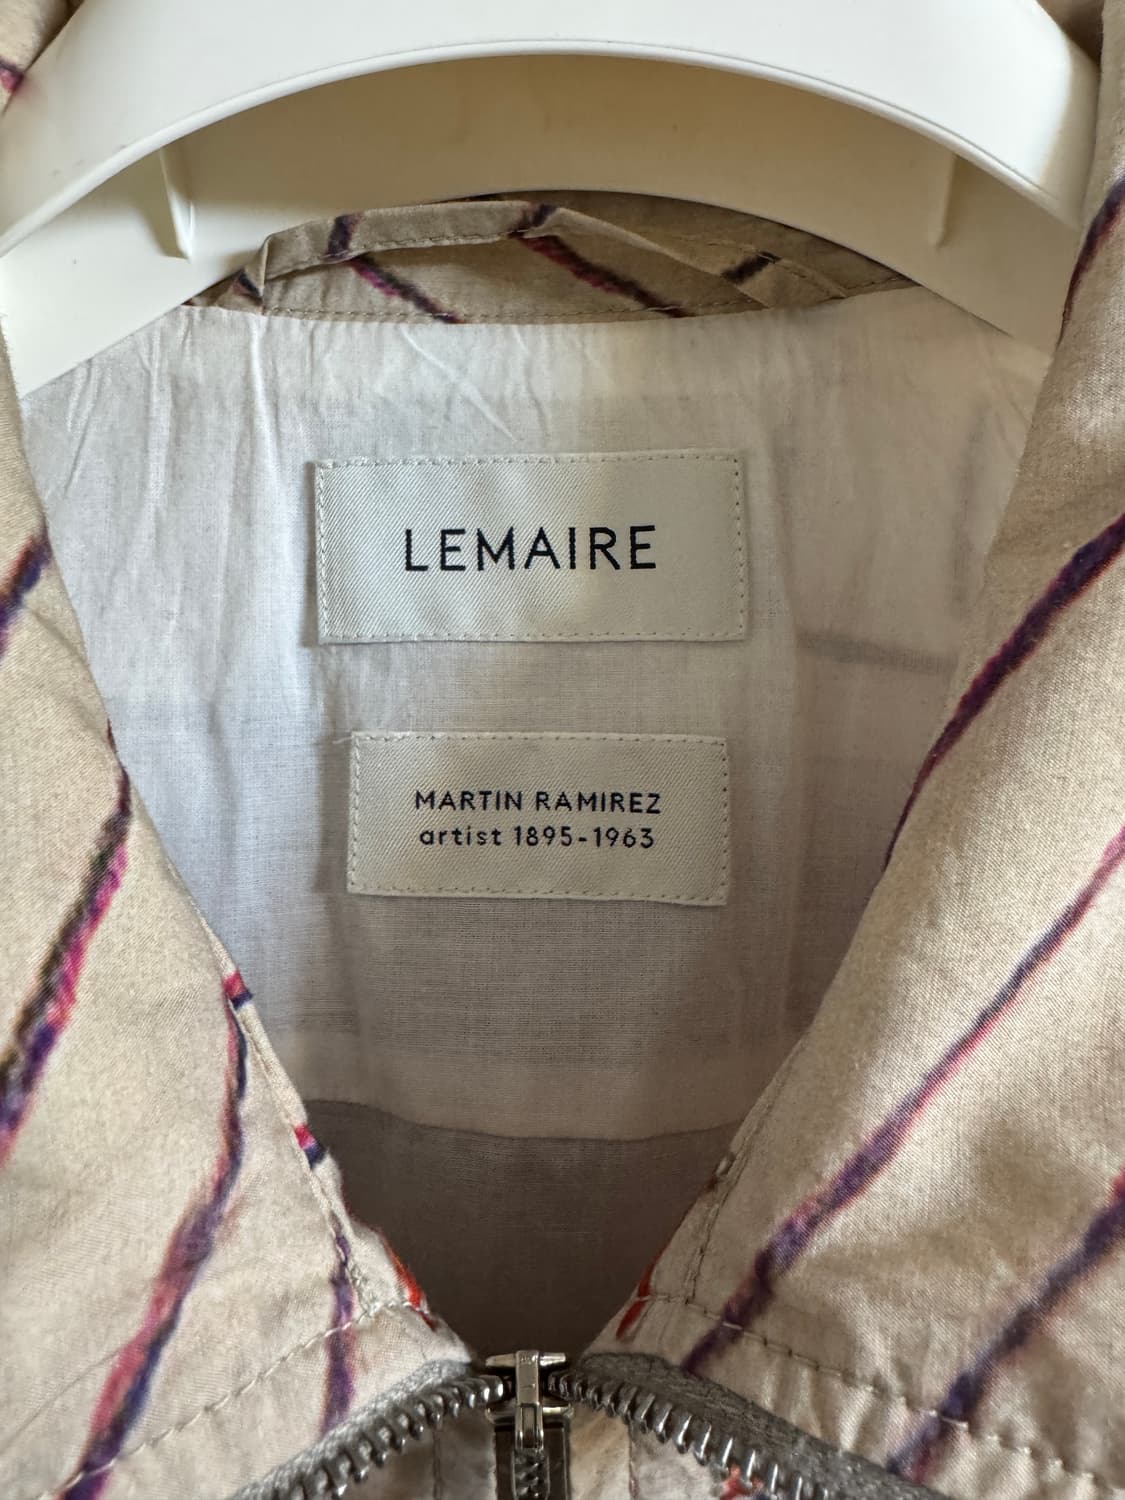 LEMAIRE
MARTIN RAMIREZ
artist 1895-1963